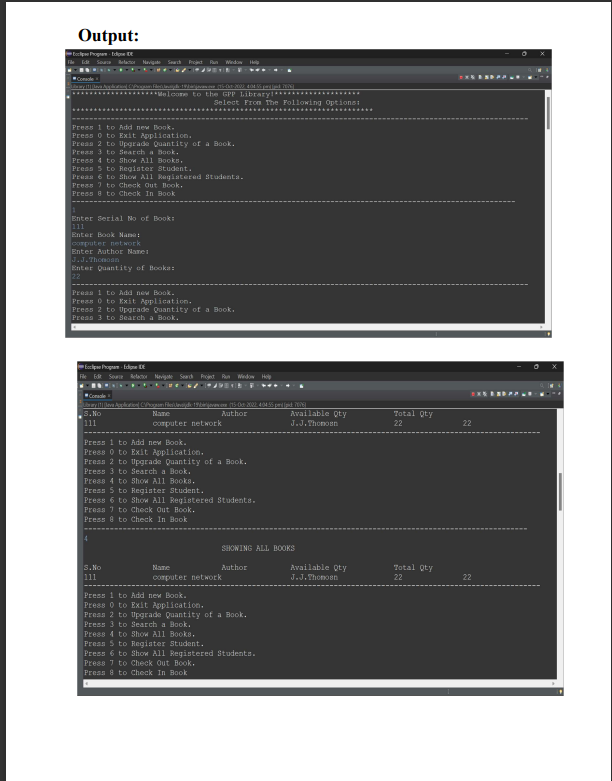 Output:
Ecclipse Program - Eclipse IDE
File Edit Source Refactor Navigate Search Project Run Window Help
Console ×
Library (1) [Java Application] C:\Program Files\Java\jdk-19\bin\javaw.exe (15-Oct-2022, 4:04:55 pm) [pid: 7076]
********************Welcome to the GPP Library!********************
Select From The Following Options:
**********************************************************************
Press 1 to Add new Book.
Press 0 to Exit Application.
Press 2 to Upgrade Quantity of a Book.
Press 3 to Search a Book.
Press 4 to Show All Books.
Press 5 to Register Student.
Press 6 to Show All Registered Students.
Press 7 to Check Out Book.
Press 8 to Check In Book
1
Enter Serial No of Book:
111
Enter Book Name:
computer network
Enter Author Name:
J.J.Thomosn
Enter Quantity of Books:
22
Press 1 to Add new Book.
Press 0 to Exit Application.
Press 2 to Upgrade Quantity of a Book.
Press 3 to Search a Book.
Ecclipse Program - Eclipse IDE
File Edit Source Refactor Navigate Search Project Run Window Help
Console ×
Library (1) [Java Application] C:\Program Files\Java\jdk-19\bin\javaw.exe (15-Oct-2022, 4:04:55 pm) [pid: 7076]
S.No Name Author Available Qty Total Qty
111 computer network J.J.Thomosn 22 22
Press 1 to Add new Book.
Press 0 to Exit Application.
Press 2 to Upgrade Quantity of a Book.
Press 3 to Search a Book.
Press 4 to Show All Books.
Press 5 to Register Student.
Press 6 to Show All Registered Students.
Press 7 to Check Out Book.
Press 8 to Check In Book
4
SHOWING ALL BOOKS
S.No Name Author Available Qty Total Qty
111 computer network J.J.Thomosn 22 22
Press 1 to Add new Book.
Press 0 to Exit Application.
Press 2 to Upgrade Quantity of a Book.
Press 3 to Search a Book.
Press 4 to Show All Books.
Press 5 to Register Student.
Press 6 to Show All Registered Students.
Press 7 to Check Out Book.
Press 8 to Check In Book